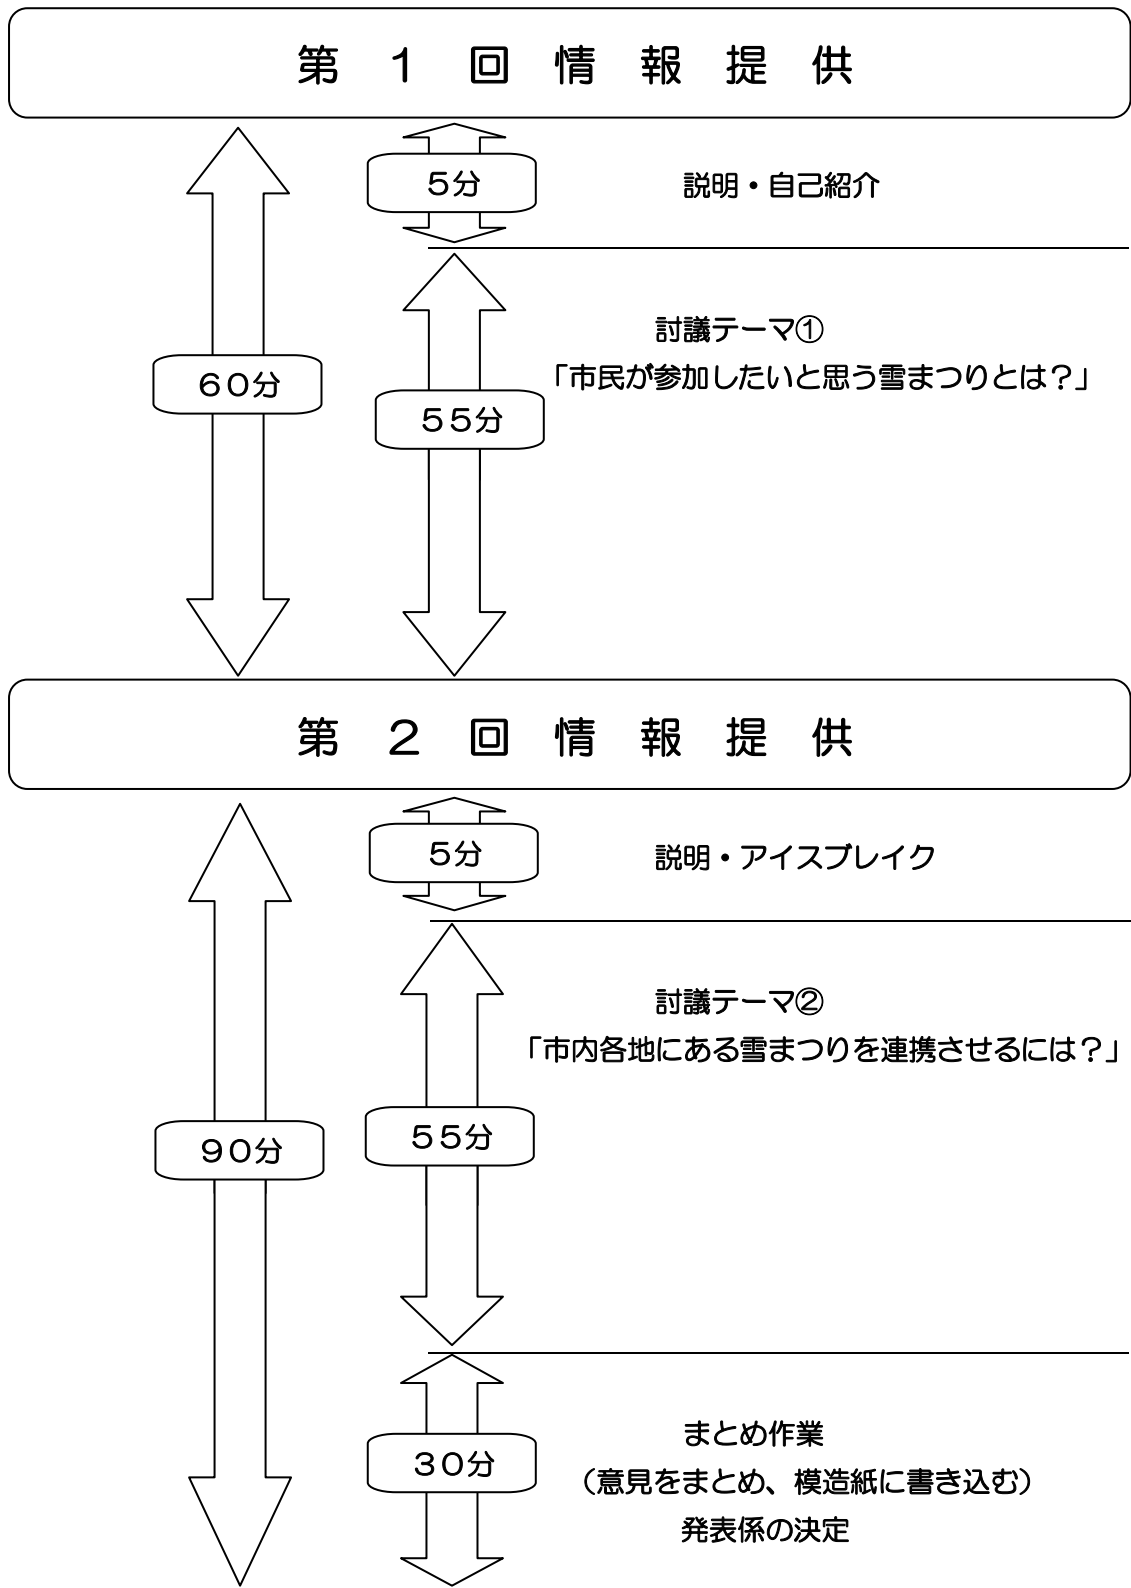 第１回情報提供
５分
説明・自己紹介
討議テーマ①
６０分
「市民が参加したいと思う雪まつりとは？」
５５分
第２回情報提供
５分
説明・アイスブレイク
討議テーマ②
「市内各地にある雪まつりを連携させるには？」
５５分
９０分
まとめ作業
３０分
（意見をまとめ、模造紙に書き込む）
発表係の決定